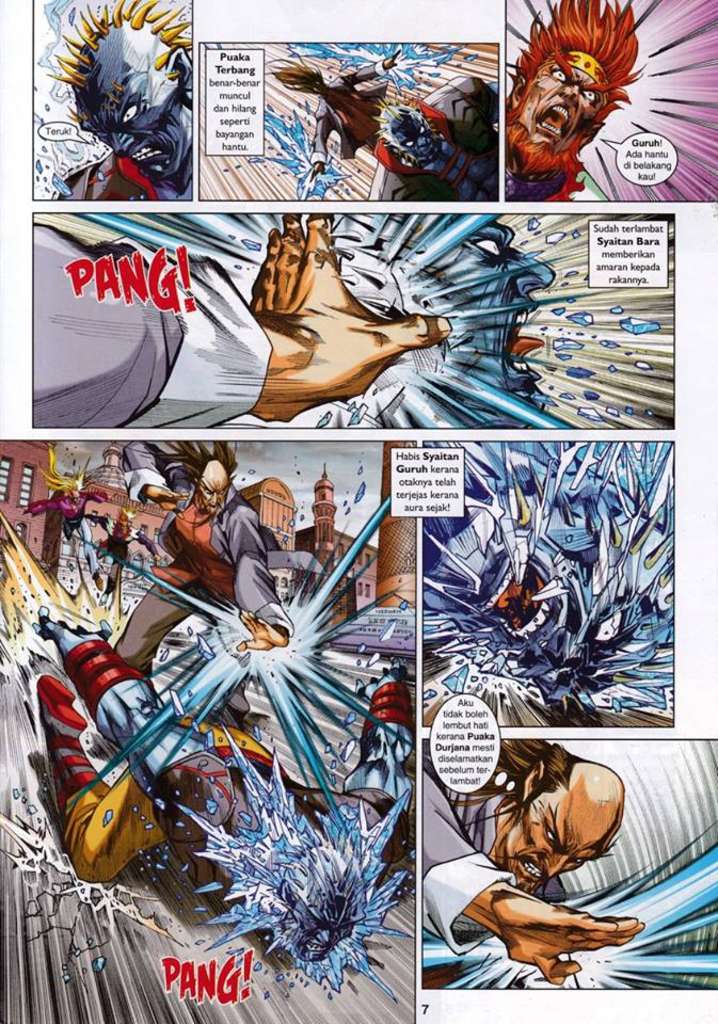 Teruk!
Puaka
Terbang
benar-benar
muncul
dan hilang
seperti
bayangan
hantu.
Guruh!
Ada hantu
di belakang
kau!
PANG!
Sudah terlambat
Syaitan Bara
memberikan
amaran kepada
rakannya.
Habis Syaitan
Guruh kerana
otaknya telah
terjejas kerana
aura sejak!
PANG!
Aku
tidak boleh
lembut hati
kerana Puaka
Durjana mesti
diselamatkan
sebelum ter-
lambat!
7